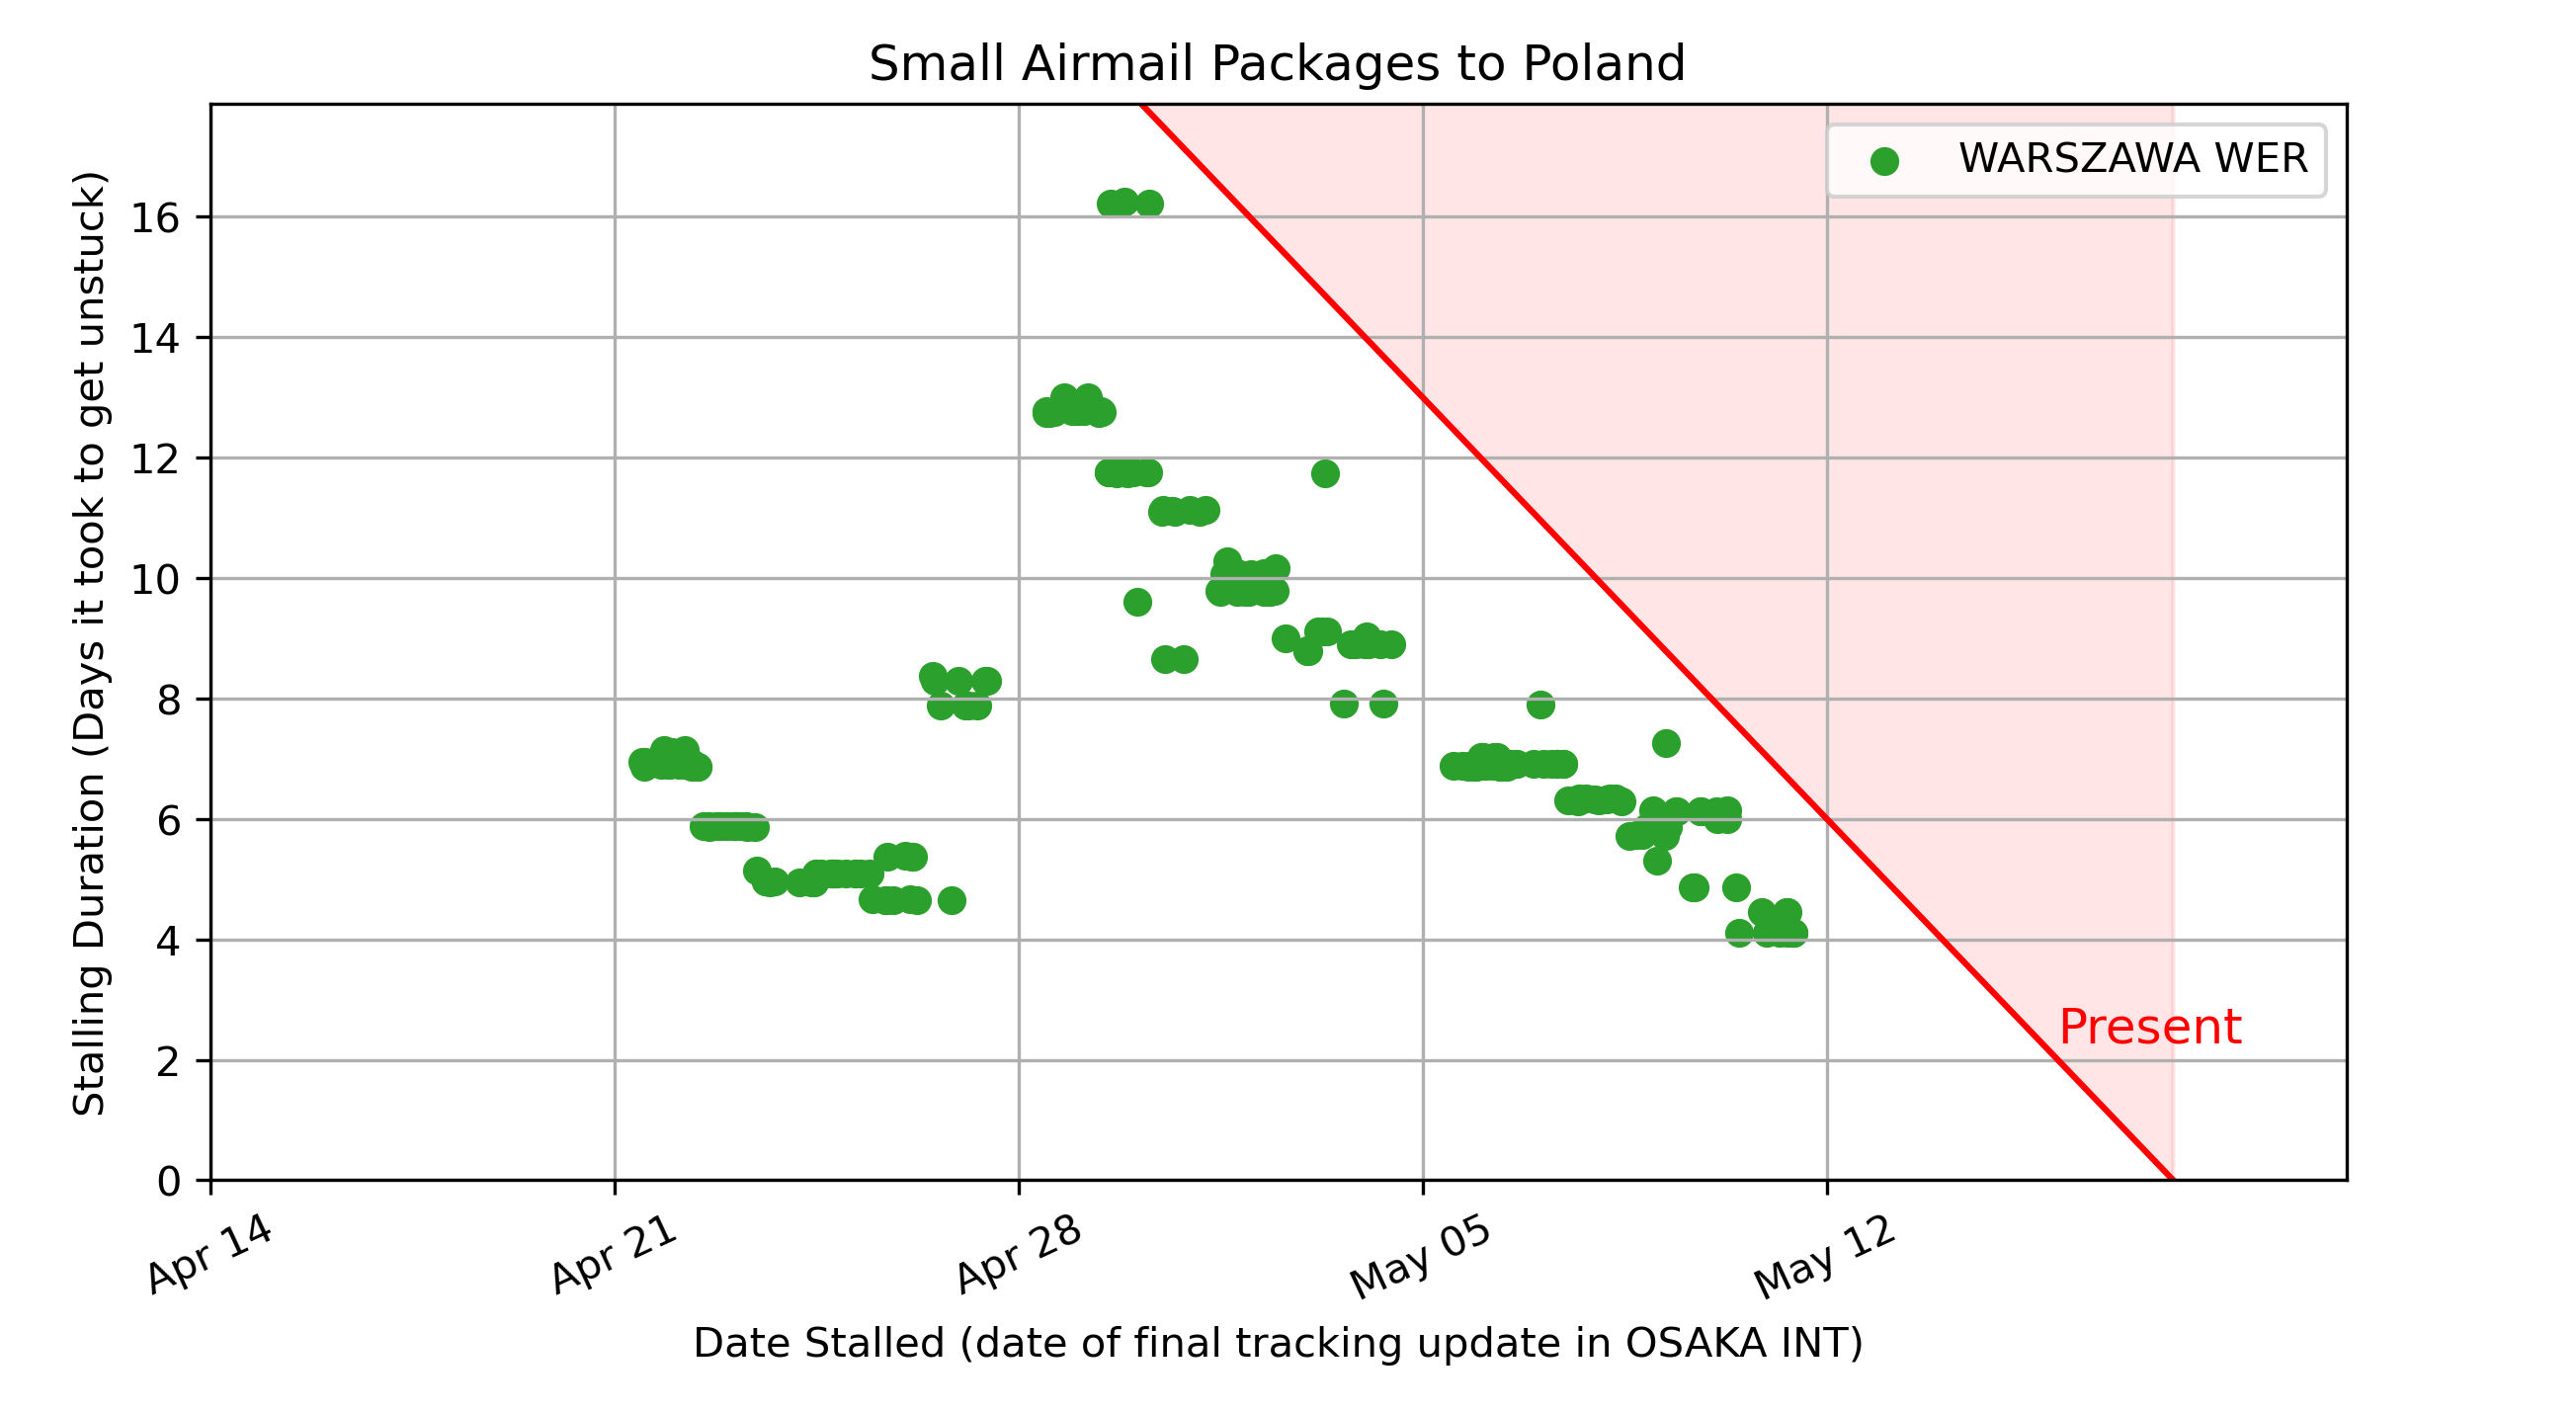 Small Airmail Packages to Poland
WARSZAWA WER
Stalling Duration (Days it took to get unstuck)
16
14
12
10
8
6
4
2
0
Present
Apr 14
Apr 21
Apr 28
May 05
May 12
Date Stalled (date of final tracking update in OSAKA INT)